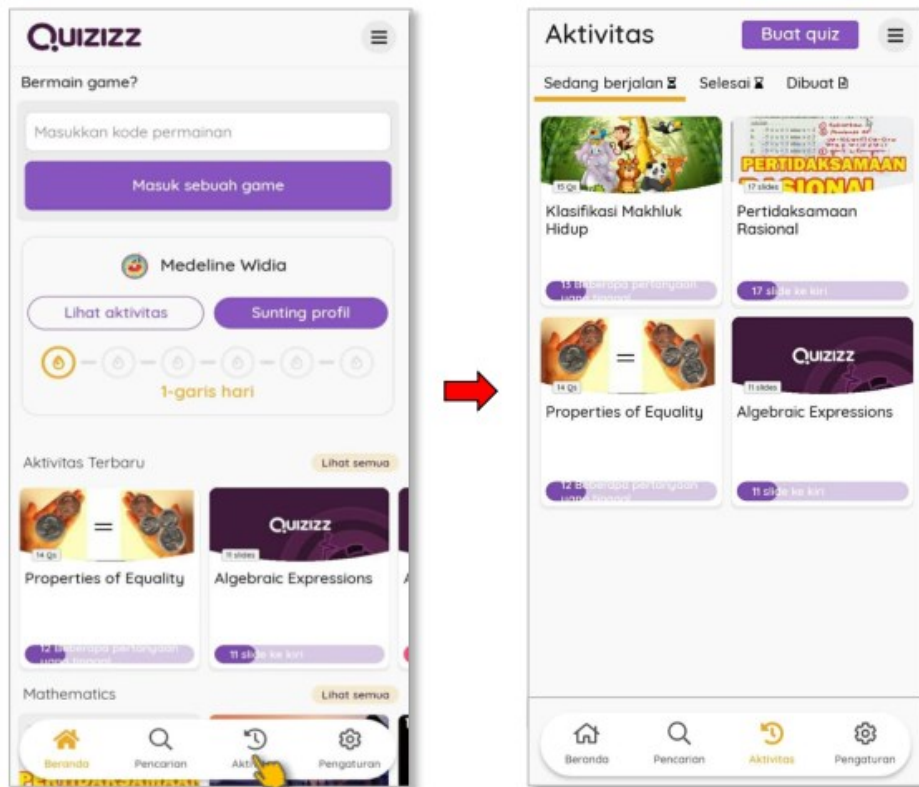 QUIZIZZ
Bermain game?
Masukkan kode permainan
Masuk sebuah game
Medeline Widia
Lihat aktivitas
Sunting profil
1-garis hari
Aktivitas Terbaru
Lihat semua
=
QUIZIZZ
14 Qs
11 slides
Properties of Equality
Algebraic Expressions
12 Beberapa pertanyaan
yang tinggal
11 slide ke kiri
Mathematics
Lihat semua
Beranda
Pencarian
Pengaturan
Aktivitas
Buat quiz
Sedang berjalan
Selesai
Dibuat
PERTIDAKSAMAAN
RASIONAL
15 Qs
17 slides
Klasifikasi Makhluk
Hidup
Pertidaksamaan
Rasional
13 Beberapa pertanyaan
yang tinggal
17 slide ke kiri
=
QUIZIZZ
14 Qs
11 slides
Properties of Equality
Algebraic Expressions
12 Beberapa pertanyaan
yang tinggal
11 slide ke kiri
Beranda
Pencarian
Aktivitas
Pengaturan